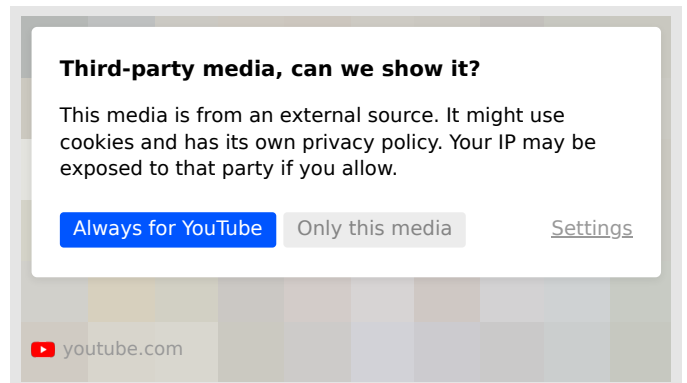 Third-party media, can we show it?
This media is from an external source. It might use
cookies and has its own privacy policy. Your IP may be
exposed to that party if you allow.
Always for YouTube
Only this media
Settings
youtube.com